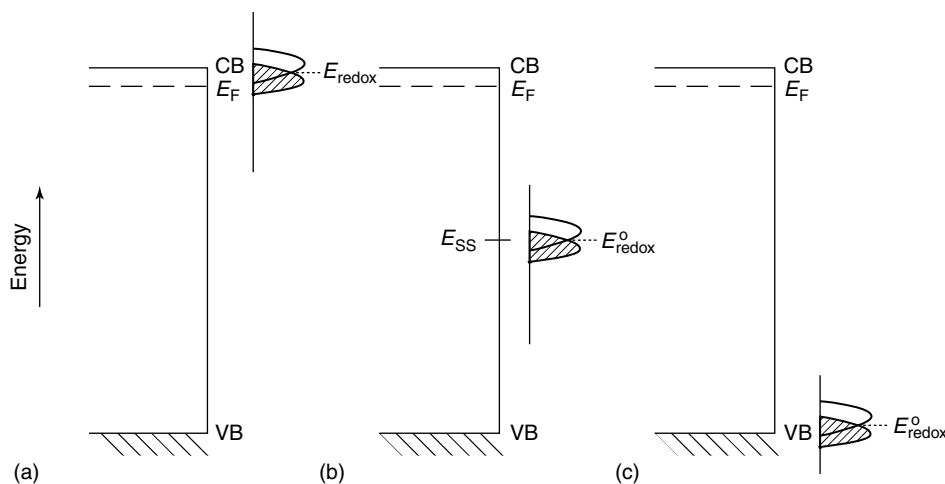 CB
E_F
E_redox
CB
E_F
CB
E_F
Energy
E_SS
E°_redox
VB
VB
VB
E°_redox
(a)
(b)
(c)